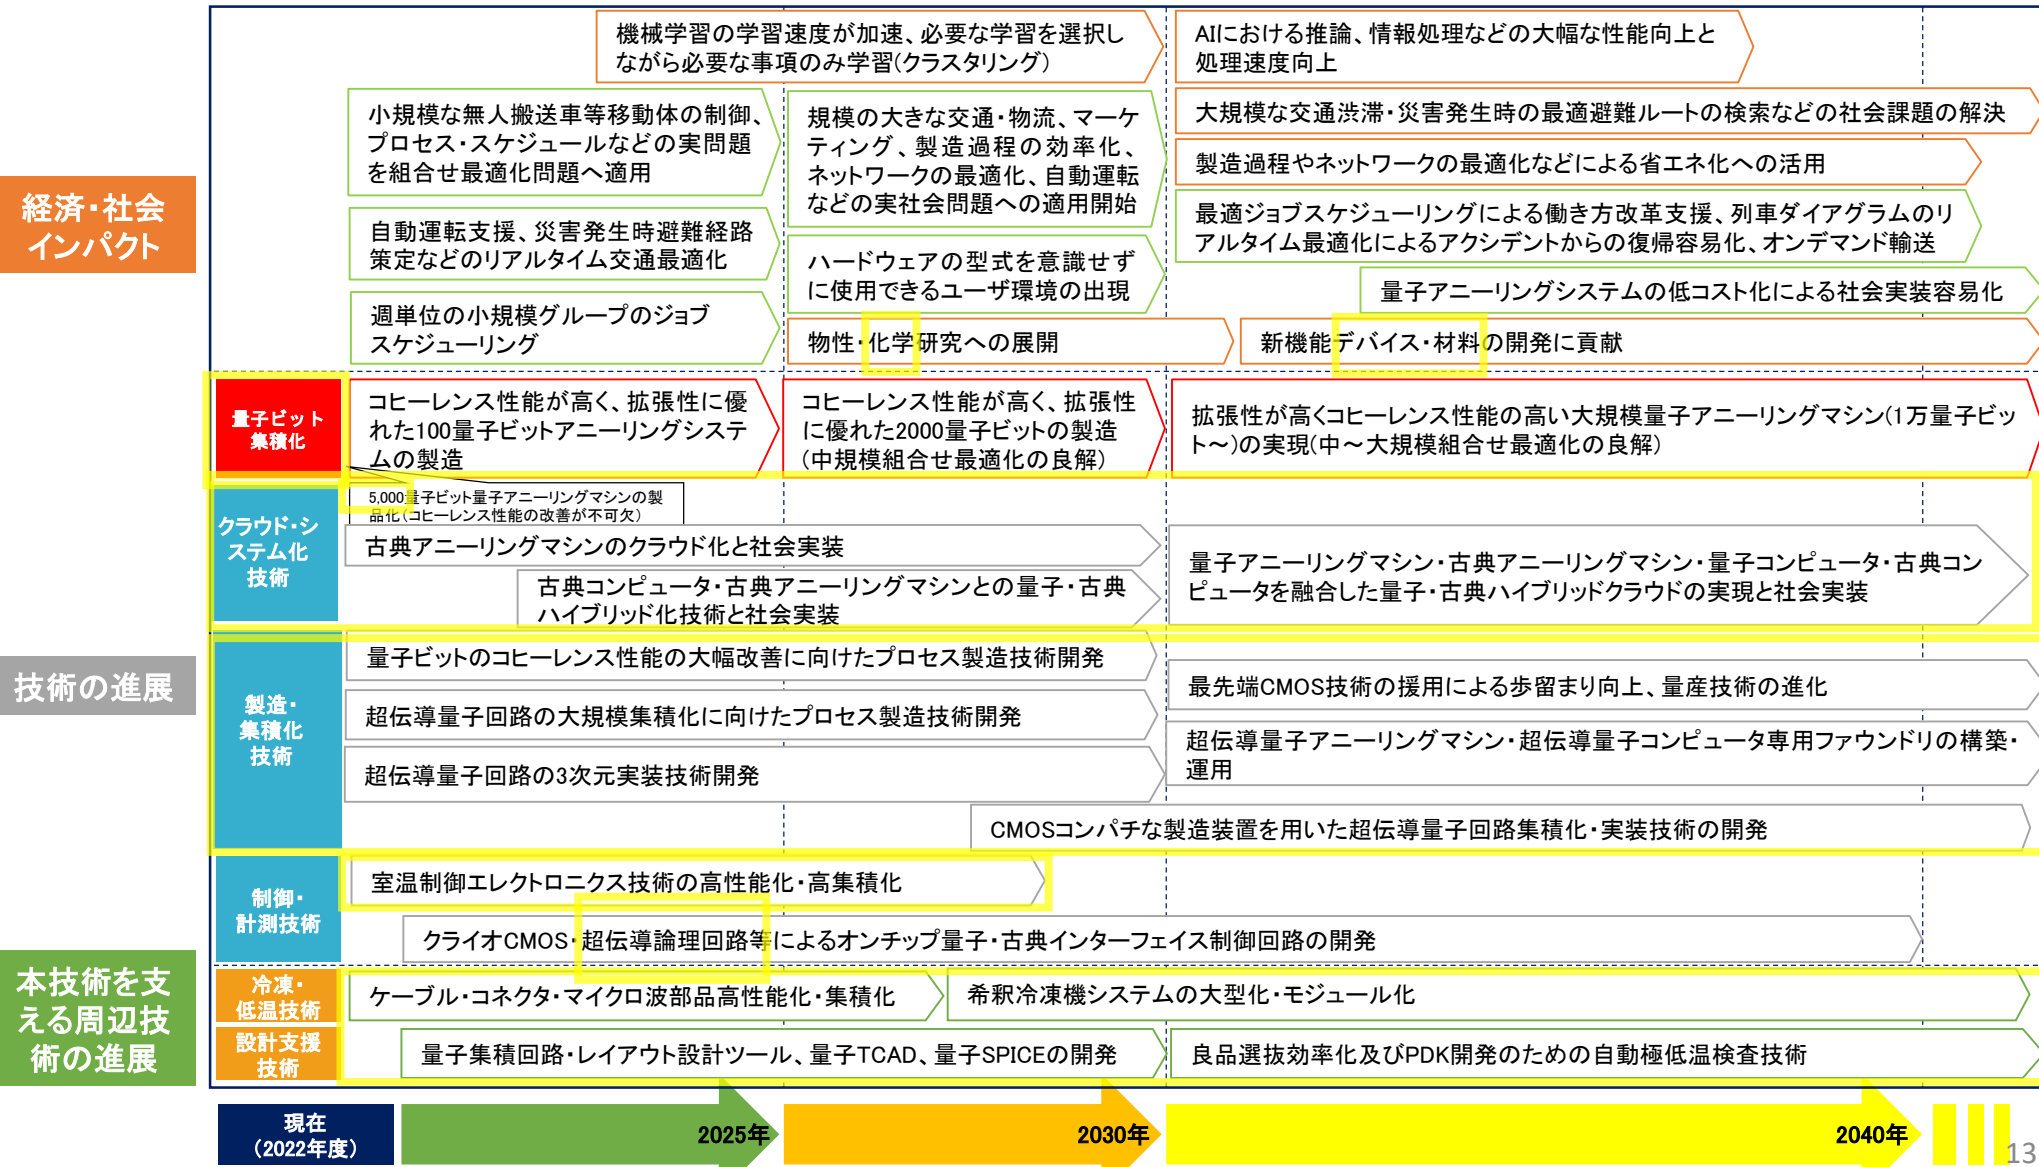 機械学習の学習速度が加速、必要な学習を選択し
ながら必要な事項のみ学習(クラスタリング)
AIにおける推論、情報処理などの大幅な性能向上と
処理速度向上
小規模な無人搬送車等移動体の制御、
プロセス・スケジュールなどの実問題
を組合せ最適化問題へ適用
規模の大きな交通・物流、マーケ
ティング、製造過程の効率化、
ネットワークの最適化、自動運転
などの実社会問題への適用開始
大規模な交通渋滞・災害発生時の最適避難ルートの検索などの社会課題の解決
製造過程やネットワークの最適化などによる省エネ化への活用
経済・社会
インパクト
自動運転支援、災害発生時避難経路
策定などのリアルタイム交通最適化
ハードウェアの型式を意識せず
に使用できるユーザ環境の出現
最適ジョブスケジューリングによる働き方改革支援、列車ダイアグラムのリ
アルタイム最適化によるアクシデントからの復帰容易化、オンデマンド輸送
量子アニーリングシステムの低コスト化による社会実装容易化
週単位の小規模グループのジョブ
スケジューリング
物性・化学研究への展開
新機能デバイス・材料の開発に貢献
量子ビット
集積化
コヒーレンス性能が高く、拡張性に優
れた100量子ビットアニーリングシステ
ムの製造
コヒーレンス性能が高く、拡張性
に優れた2000量子ビットの製造
(中規模組合せ最適化の良解)
拡張性が高くコヒーレンス性能の高い大規模量子アニーリングマシン(1万量子ビッ
ト～)の実現(中～大規模組合せ最適化の良解)
5,000量子ビット量子アニーリングマシンの製
品化(コヒーレンス性能の改善が不可欠)
クラウド・シ
ステム化
技術
古典アニーリングマシンのクラウド化と社会実装
古典コンピュータ・古典アニーリングマシンとの量子・古典
ハイブリッド化技術と社会実装
量子アニーリングマシン・古典アニーリングマシン・量子コンピュータ・古典コン
ピュータを融合した量子・古典ハイブリッドクラウドの実現と社会実装
技術の進展
製造・
集積化
技術
量子ビットのコヒーレンス性能の大幅改善に向けたプロセス製造技術開発
超伝導量子回路の大規模集積化に向けたプロセス製造技術開発
超伝導量子回路の3次元実装技術開発
最先端CMOS技術の援用による歩留まり向上、量産技術の進化
超伝導量子アニーリングマシン・超伝導量子コンピュータ専用ファウンドリの構築・
運用
CMOSコンパチな製造装置を用いた超伝導量子回路集積化・実装技術の開発
制御・
計測技術
室温制御エレクトロニクス技術の高性能化・高集積化
クライオCMOS・超伝導論理回路等によるオンチップ量子・古典インターフェイス制御回路の開発
本技術を支
える周辺技
術の進展
冷凍・
低温技術
ケーブル・コネクタ・マイクロ波部品高性能化・集積化
希釈冷凍機システムの大型化・モジュール化
設計支援
技術
量子集積回路・レイアウト設計ツール、量子TCAD、量子SPICEの開発
良品選抜効率化及びPDK開発のための自動極低温検査技術
現在
(2022年度)
2025年
2030年
2040年
13